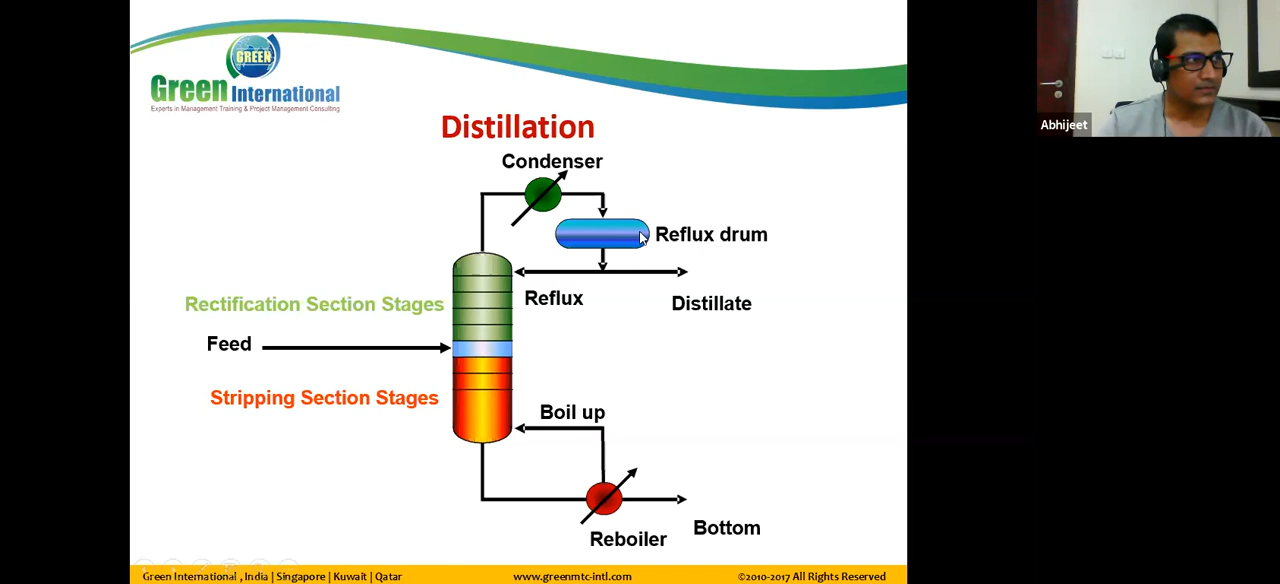 GREEN
Green International
Experts in Management Training & Project Management Consulting
Abhijeet
Distillation
Condenser
Reflux drum
Reflux
Distillate
Rectification Section Stages
Feed
Stripping Section Stages
Boil up
Bottom
Reboiler
Green International , India | Singapore | Kuwait | Qatar
www.greenmtc-intl.com
©2010-2017 All Rights Reserved